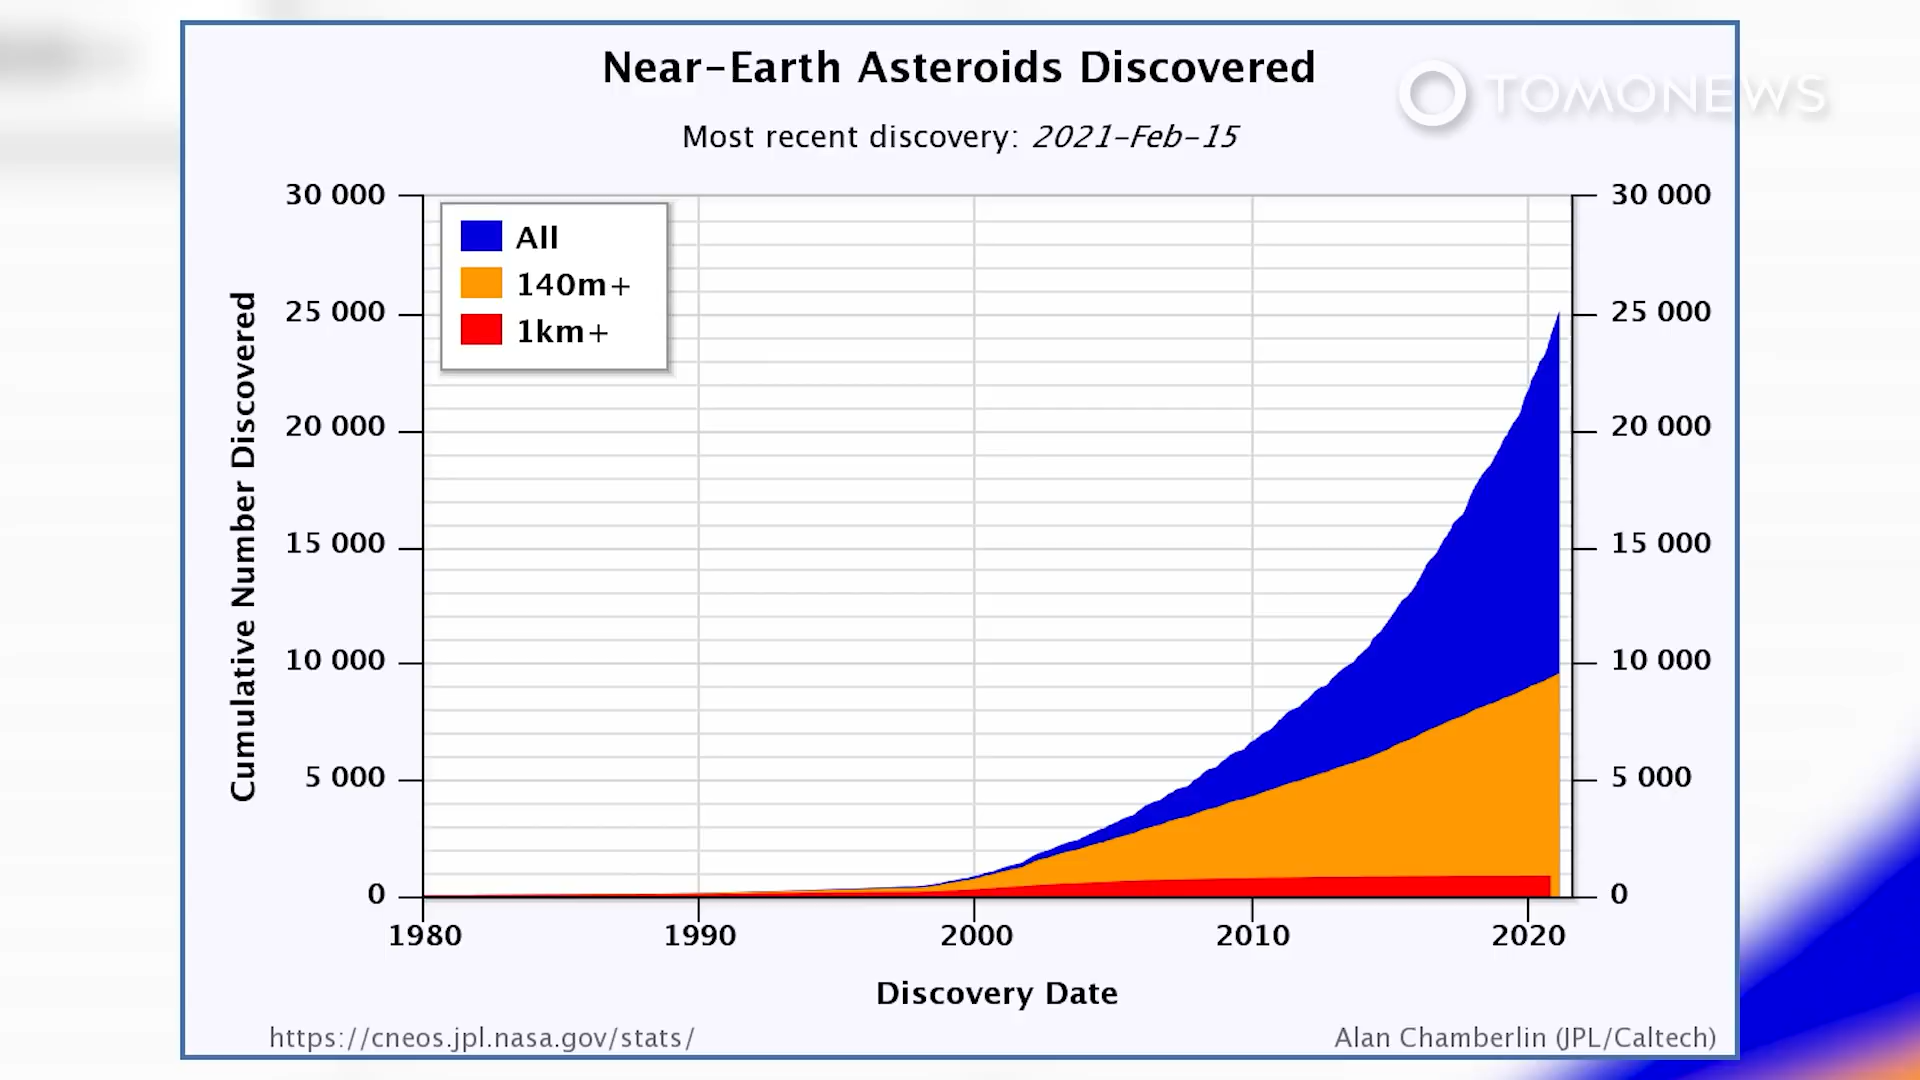 Near-Earth Asteroids Discovered
TOMONEWS
Most recent discovery: 2021-Feb-15
30 000
25 000
20 000
15 000
10 000
5 000
0
Cumulative Number Discovered
All
140m+
1km+
30 000
25 000
20 000
15 000
10 000
5 000
0
1980
1990
2000
2010
2020
Discovery Date
https://cneos.jpl.nasa.gov/stats/
Alan Chamberlin (JPL/Caltech)